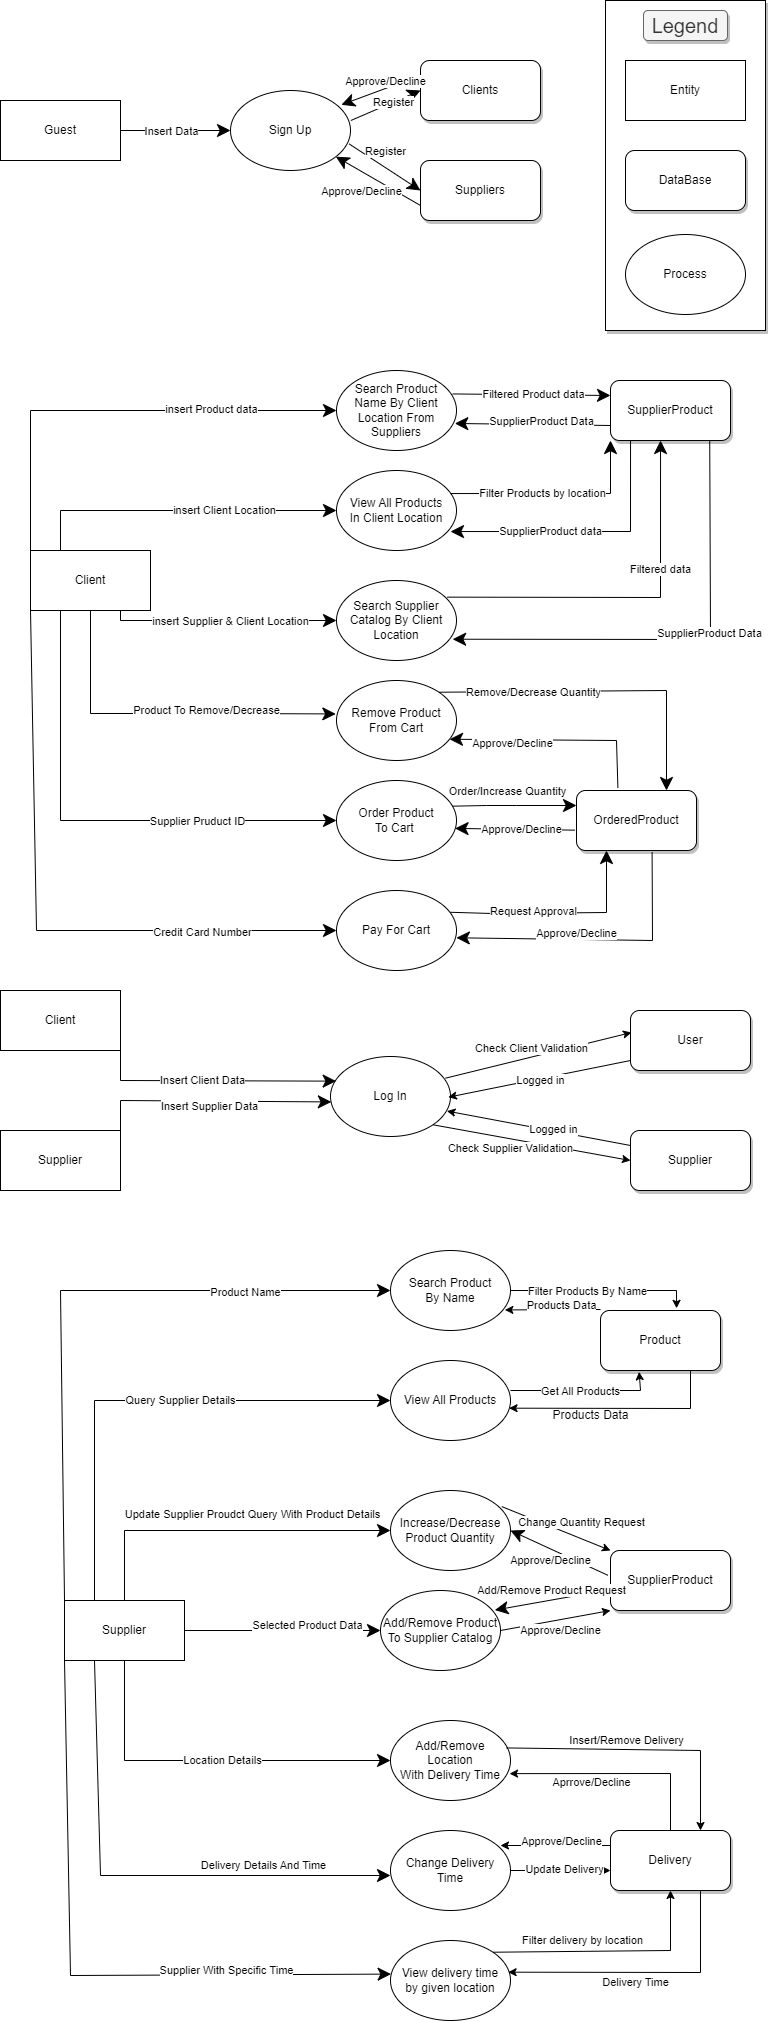 Legend
Entity
DataBase
Process
Guest
Insert Data
Sign Up
Approve/Decline
Register
Clients
Register
Approve/Decline
Suppliers
insert Product data
Search Product
Name By Client
Location From
Suppliers
Filtered Product data
SupplierProduct Data
SupplierProduct
insert Client Location
View All Products
In Client Location
Filter Products by location
SupplierProduct data
Client
insert Supplier & Client Location
Search Supplier
Catalog By Client
Location
Filtered data
SupplierProduct Data
Product To Remove/Decrease
Remove Product
From Cart
Remove/Decrease Quantity
Approve/Decline
Supplier Pruduct ID
Order Product
To Cart
Order/Increase Quantity
Approve/Decline
OrderedProduct
Credit Card Number
Pay For Cart
Request Approval
Approve/Decline
Client
Insert Client Data
Insert Supplier Data
Supplier
Log In
Check Client Validation
Logged in
User
Logged in
Check Supplier Validation
Supplier
Product Name
Search Product
By Name
Filter Products By Name
Products Data
Product
Query Supplier Details
View All Products
Get All Products
Products Data
Update Supplier Proudct Query With Product Details
Increase/Decrease
Product Quantity
Change Quantity Request
Approve/Decline
SupplierProduct
Supplier
Selected Product Data
Add/Remove Product
To Supplier Catalog
Add/Remove Product Request
Approve/Decline
Location Details
Add/Remove
Location
With Delivery Time
Insert/Remove Delivery
Aprrove/Decline
Delivery Details And Time
Change Delivery
Time
Approve/Decline
Update Delivery
Delivery
Supplier With Specific Time
View delivery time
by given location
Filter delivery by location
Delivery Time